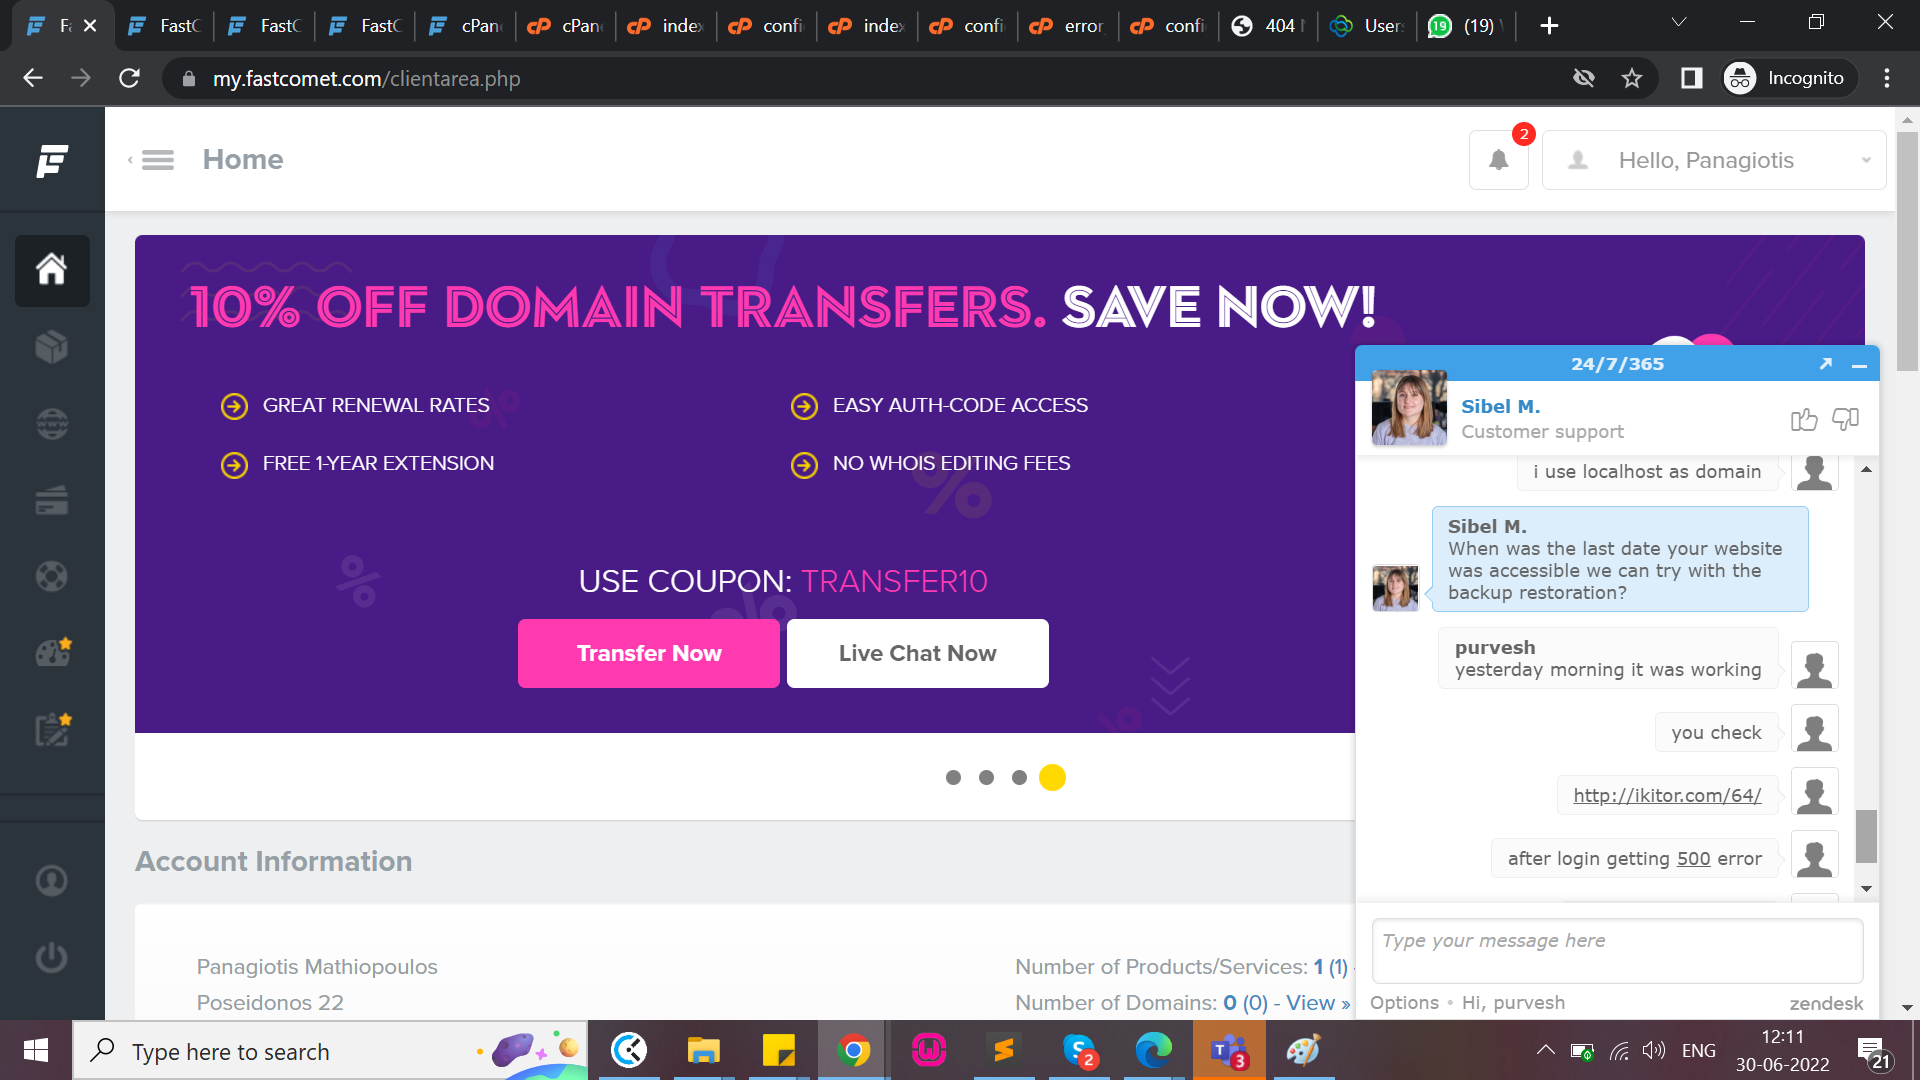 FastC
FastC
FastC
cPan
cPan
index
confi
index
confi
error
confi
404
Users
(19)
my.fastcomet.com/clientarea.php
Incognito
Home
2
Hello, Panagiotis
10% OFF DOMAIN TRANSFERS. SAVE NOW!
GREAT RENEWAL RATES
EASY AUTH-CODE ACCESS
FREE 1-YEAR EXTENSION
NO WHOIS EDITING FEES
USE COUPON: TRANSFER10
Transfer Now
Live Chat Now
Account Information
Panagiotis Mathiopoulos
Poseidonos 22
Number of Products/Services: 1 (1) -
Number of Domains: 0 (0) - View »
24/7/365
Sibel M.
Customer support
i use localhost as domain
Sibel M.
When was the last date your website
was accessible we can try with the
backup restoration?
purvesh
yesterday morning it was working
you check
http://ikitor.com/64/
after login getting 500 error
Type your message here
Options • Hi, purvesh
zendesk
Type here to search
2
3
ENG
12:11
30-06-2022
21